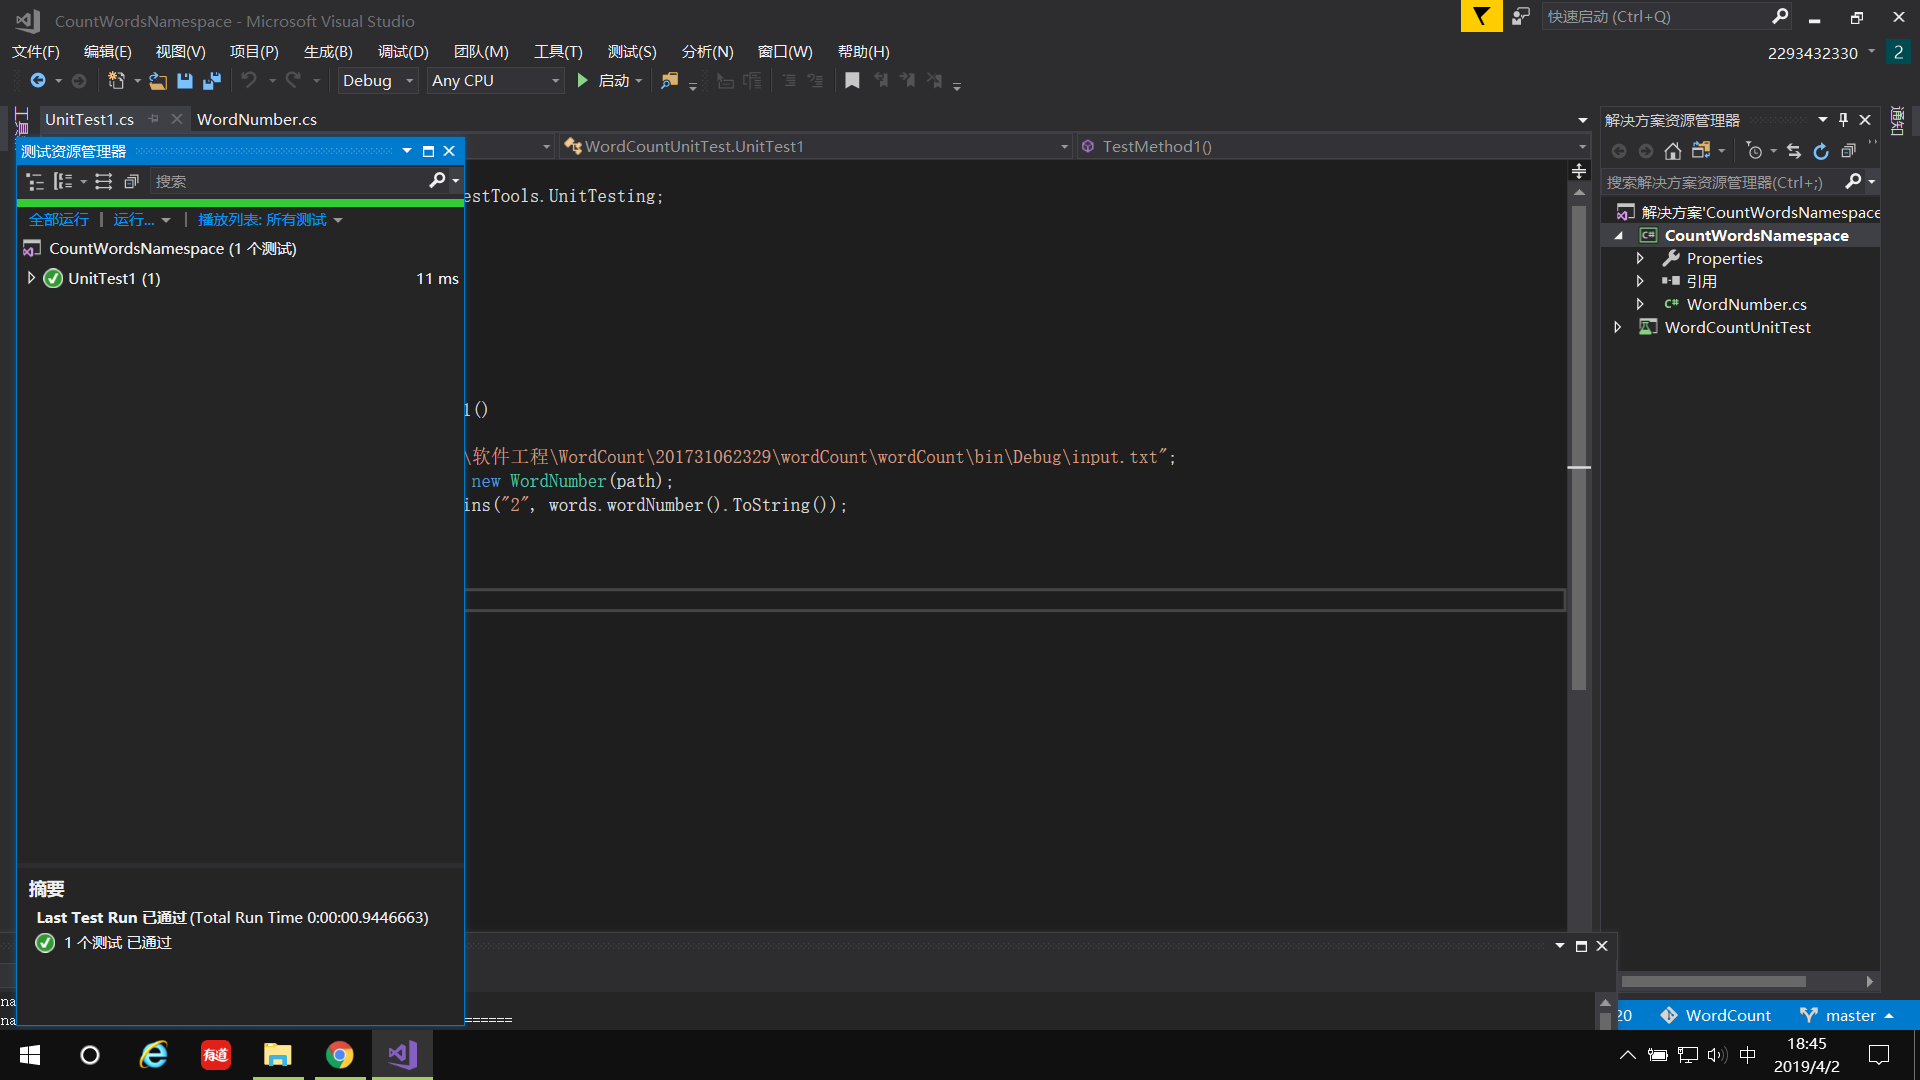 CountWordsNamespace - Microsoft Visual Studio
快速启动 (Ctrl+Q)
文件(F) 编辑(E) 视图(V) 项目(P) 生成(B) 调试(D) 团队(M) 工具(T) 测试(S) 分析(N) 窗口(W) 帮助(H)
2293432330 2
Debug Any CPU 启动
工具
UnitTest1.cs WordNumber.cs
解决方案资源管理器
通知
测试资源管理器
WordCountUnitTest.UnitTest1
TestMethod1()
搜索
搜索解决方案资源管理器(Ctrl+;)
estTools.UnitTesting;
全部运行 | 运行... | 播放列表: 所有测试
解决方案'CountWordsNamespace
CountWordsNamespace (1 个测试)
CountWordsNamespace
Properties
UnitTest1 (1) 11 ms
引用
WordNumber.cs
WordCountUnitTest
1()
\软件工程\WordCount\201731062329\wordCount\wordCount\bin\Debug\input.txt";
new WordNumber(path);
ins("2", words.wordNumber().ToString());
摘要
Last Test Run 已通过 (Total Run Time 0:00:00.9446663)
1 个测试 已通过
na
na ======
20 WordCount master
有道
中
18:45
2019/4/2